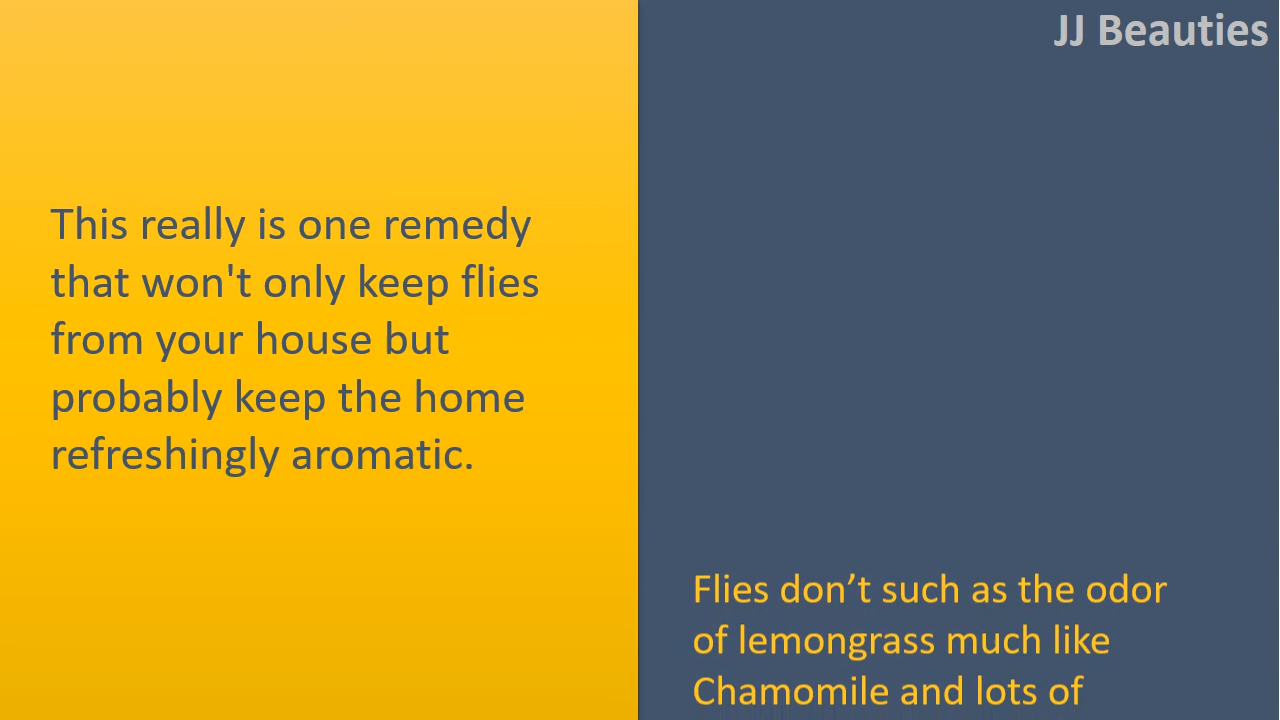 JJ Beauties
This really is one remedy
that won't only keep flies
from your house but
probably keep the home
refreshingly aromatic.
Flies don’t such as the odor
of lemongrass much like
Chamomile and lots of